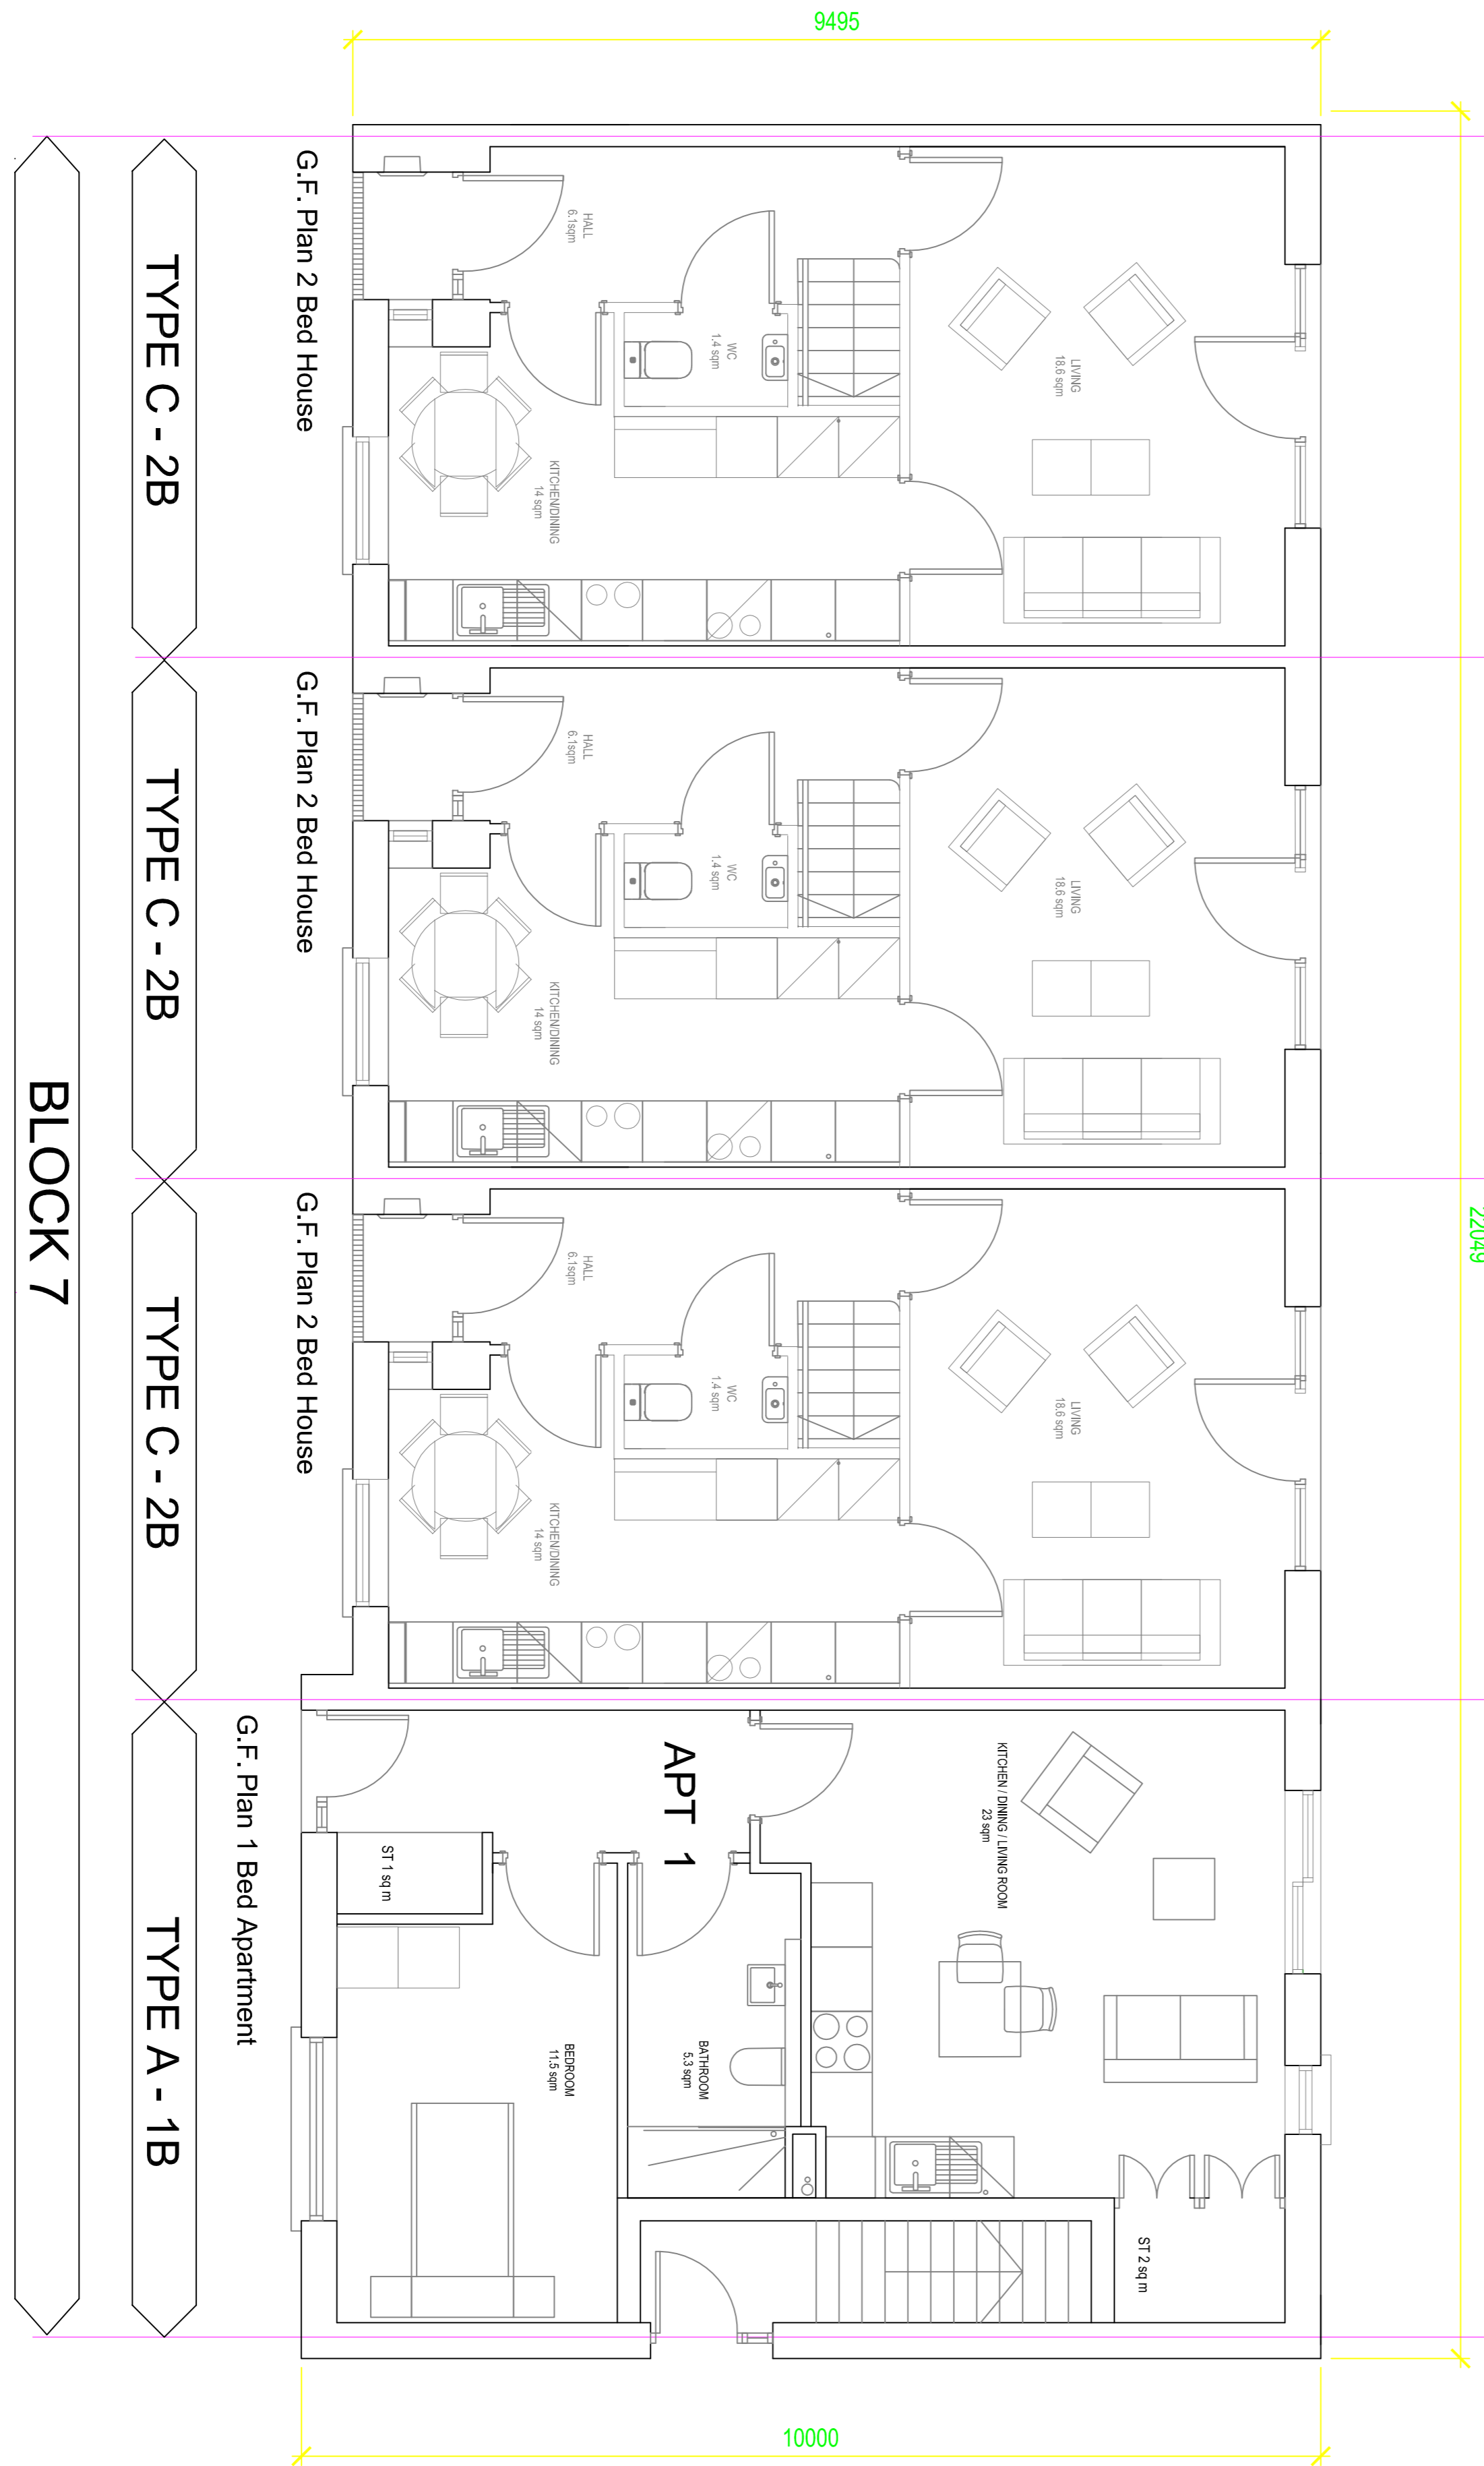 9495
22049
10000
HALL
6.1sqm
WC
1.4 sqm
LIVING
18.6 sqm
KITCHEN/DINING
14 sqm
G.F. Plan 2 Bed House
TYPE C - 2B
HALL
6.1sqm
WC
1.4 sqm
LIVING
18.6 sqm
KITCHEN/DINING
14 sqm
G.F. Plan 2 Bed House
TYPE C - 2B
HALL
6.1sqm
WC
1.4 sqm
LIVING
18.6 sqm
KITCHEN/DINING
14 sqm
G.F. Plan 2 Bed House
TYPE C - 2B
APT 1
KITCHEN / DINING / LIVING ROOM
23 sqm
ST 1 sq m
BATHROOM
5.3 sqm
BEDROOM
11.5 sqm
ST 2 sq m
G.F. Plan 1 Bed Apartment
TYPE A - 1B
BLOCK 7